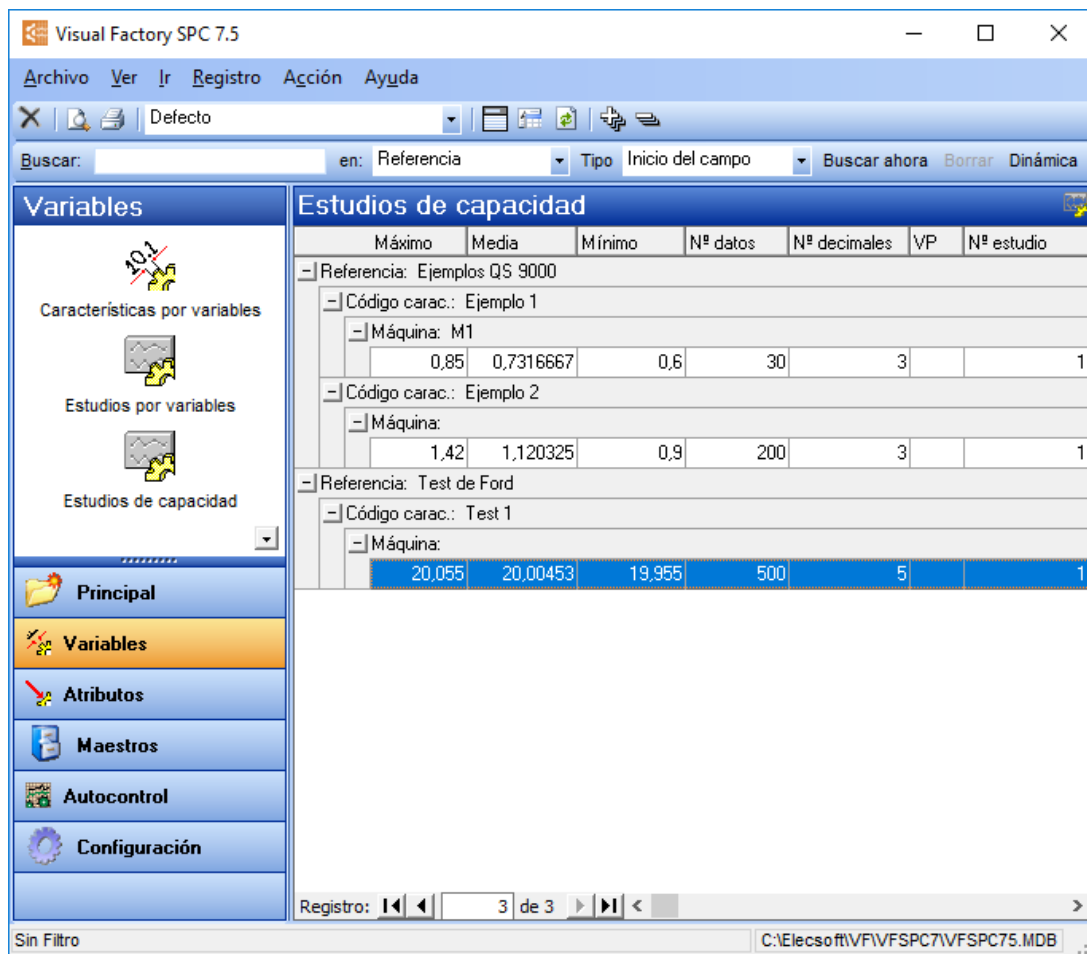 Visual Factory SPC 7.5
Archivo Ver Ir Registro Acción Ayuda
Defecto
Buscar: en: Referencia Tipo Inicio del campo Buscar ahora Borrar Dinámica
Variables
Características por variables
Estudios por variables
Estudios de capacidad
Principal
Variables
Atributos
Maestros
Autocontrol
Configuración
Estudios de capacidad
Máximo Media Mínimo Nº datos Nº decimales VP Nº estudio
Referencia: Ejemplos QS 9000
Código carac.: Ejemplo 1
Máquina: M1
0,85 0,7316667 0,6 30 3 1
Código carac.: Ejemplo 2
Máquina:
1,42 1,120325 0,9 200 3 1
Referencia: Test de Ford
Código carac.: Test 1
Máquina:
20,055 20,00453 19,955 500 5 1
Registro: 3 de 3
Sin Filtro C:\Elecsoft\VF\VFSPC7\VFSPC75.MDB